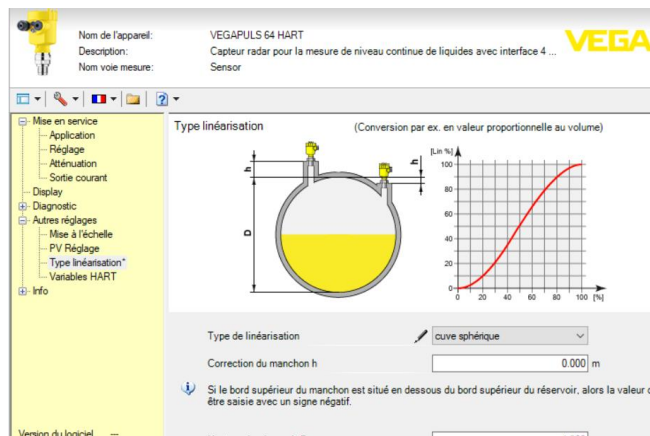 Nom de l'appareil: VEGAPULS 64 HART
Description: Capteur radar pour la mesure de niveau continue de liquides avec interface 4 ...
Nom voie mesure: Sensor
VEGA
Mise en service
Application
Réglage
Atténuation
Sortie courant
Display
Diagnostic
Autres réglages
Mise à l'échelle
PV Réglage
Type linéarisation*
Variables HART
Info
Version du logiciel ---
Type linéarisation (Conversion par ex. en valeur proportionnelle au volume)
h
D
h
[Lin %]
100
80
60
40
20
0
0 20 40 60 80 100 [%]
Type de linéarisation cuve sphérique
Correction du manchon h 0.000 m
Si le bord supérieur du manchon est situé en dessous du bord supérieur du réservoir, alors la valeur
être saisie avec un signe négatif.